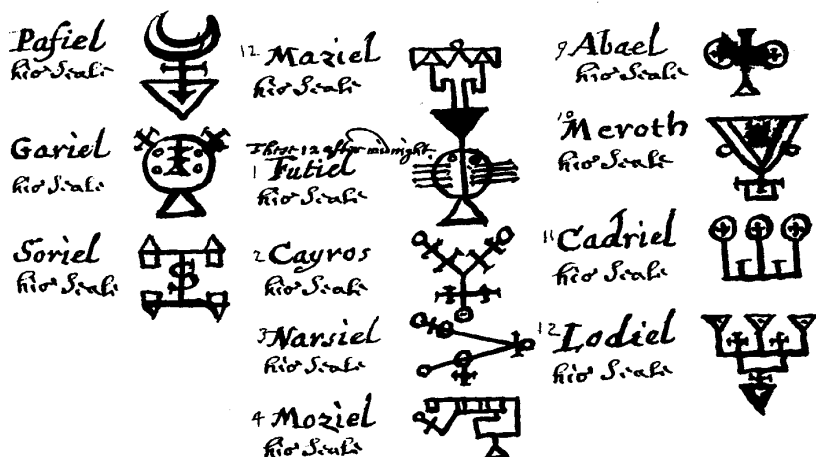 Pafiel
his Seale
Gariel
his Seale
Soriel
his Seale
12 Maziel
his Seale
These 12 after midnight.
1 Futiel
his Seale
2 Cayros
his Seale
3 Narsiel
his Seale
4 Moziel
his Seale
9 Abael
his Seale
10 Meroth
his Seale
11 Cadriel
his Seale
12 Lodiel
his Seale